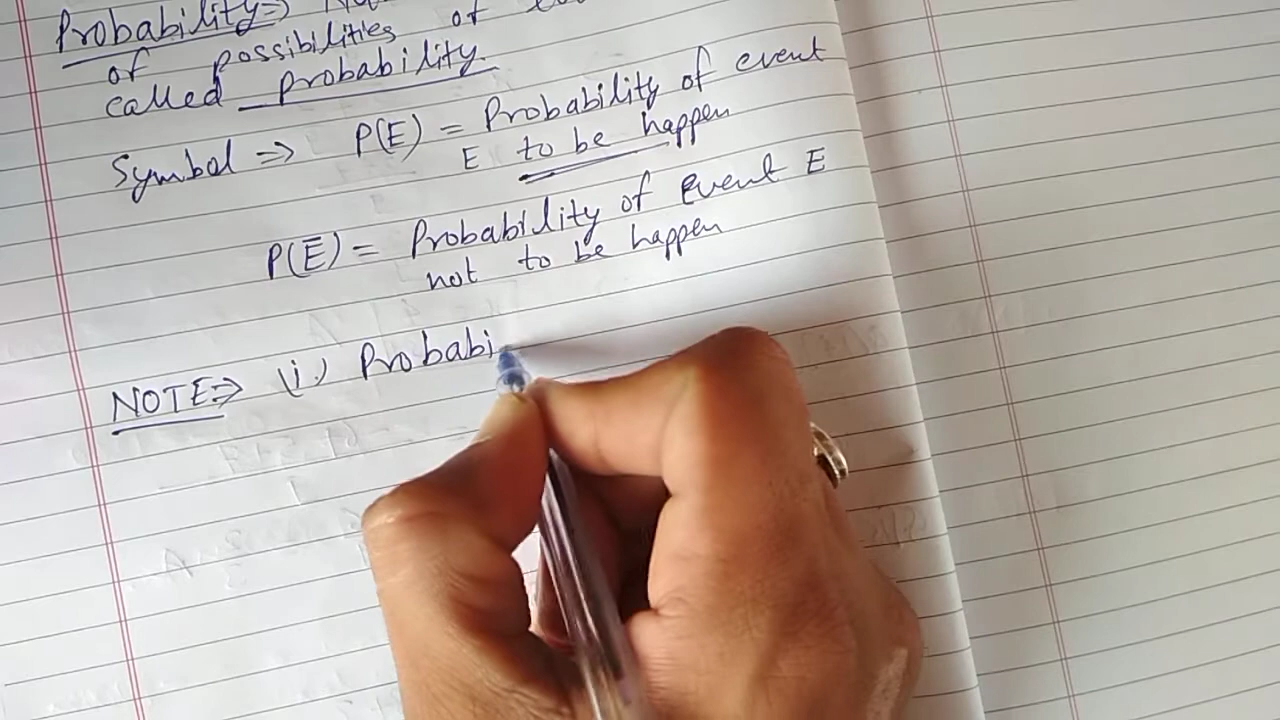 Probability=>
of possibilities of
called probability.
Symbol => P(E) = Probability of event
E to be happen
P(E̅) = Probability of Event E
not to be happen
NOTE=> (i) Probabi